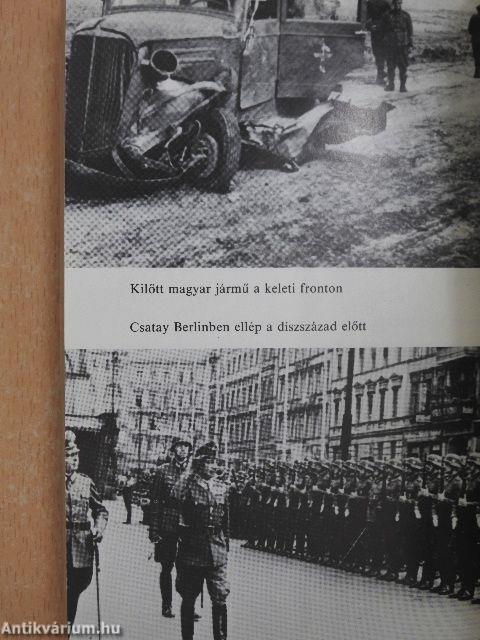 Kilőtt magyar jármű a keleti fronton
Csatay Berlinben ellép a díszszázad előtt
Antikvárium.hu